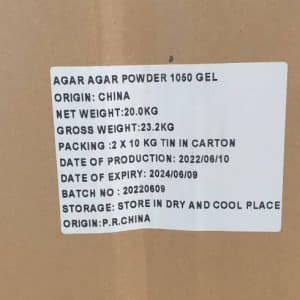 AGAR AGAR POWDER 1050 GEL
ORIGIN: CHINA
NET WEIGHT:20.0KG
GROSS WEIGHT:23.2KG
PACKING :2 X 10 KG TIN IN CARTON
DATE OF PRODUCTION: 2022/06/10
DATE OF EXPIRY: 2024/06/09
BATCH NO : 20220609
STORAGE: STORE IN DRY AND COOL PLACE
ORIGIN:P.R.CHINA